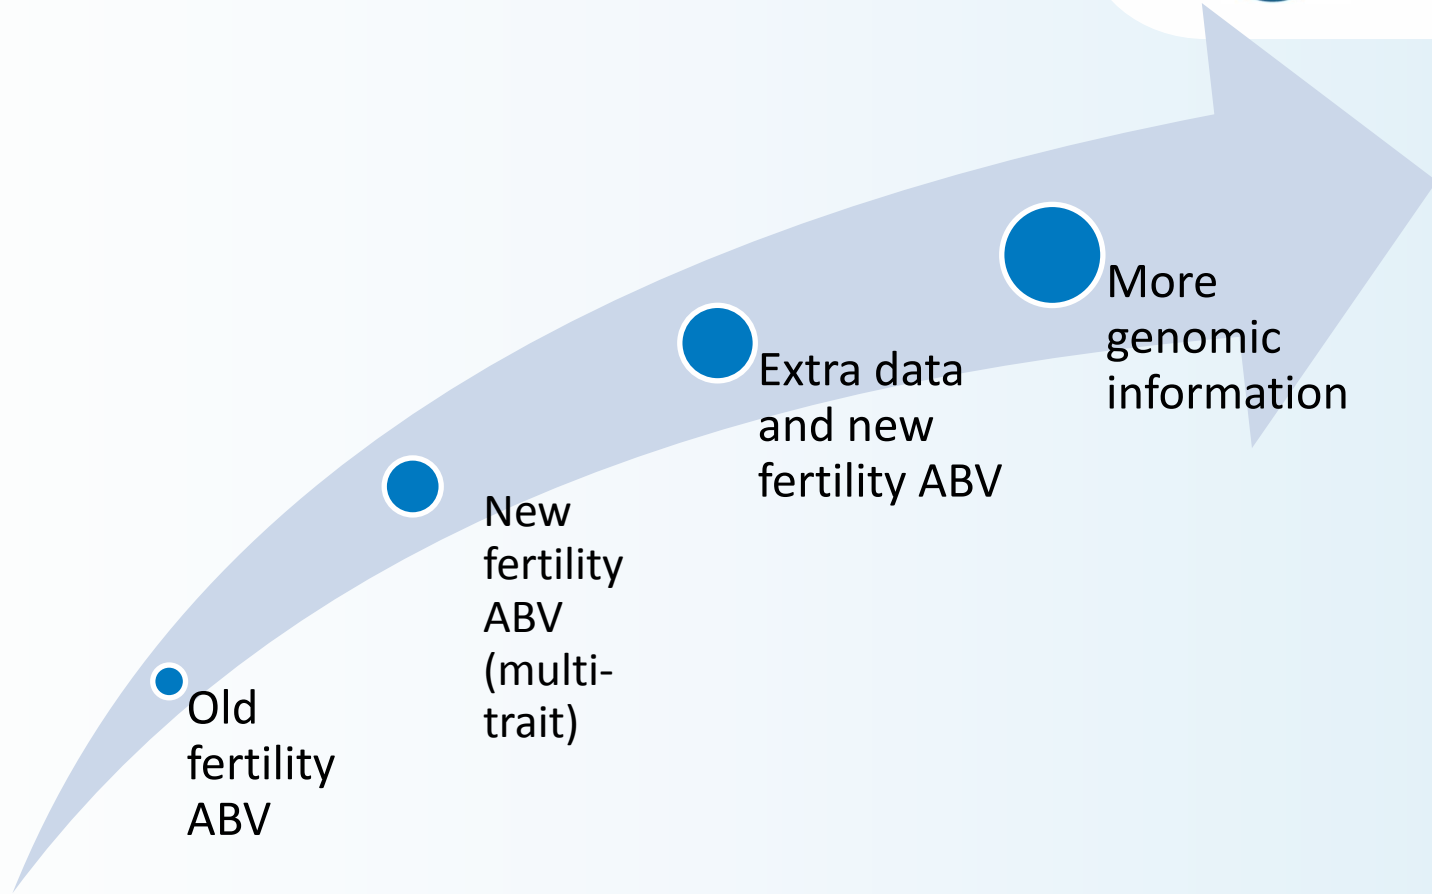 Old
fertility
ABV
New
fertility
ABV
(multi-
trait)
Extra data
and new
fertility ABV
More
genomic
information